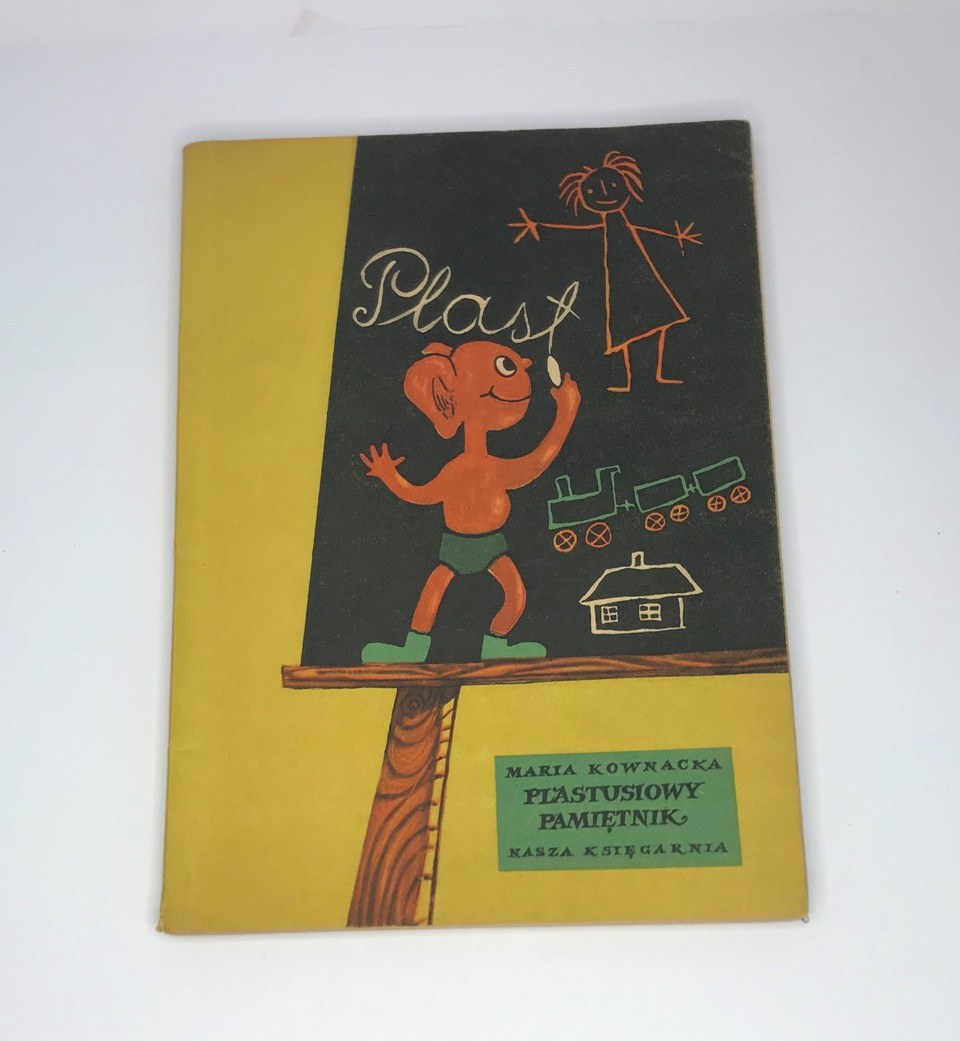 Plast
MARIA KOWNACKA
PLASTUSIOWY
PAMIĘTNIK
NASZA KSIĘGARNIA